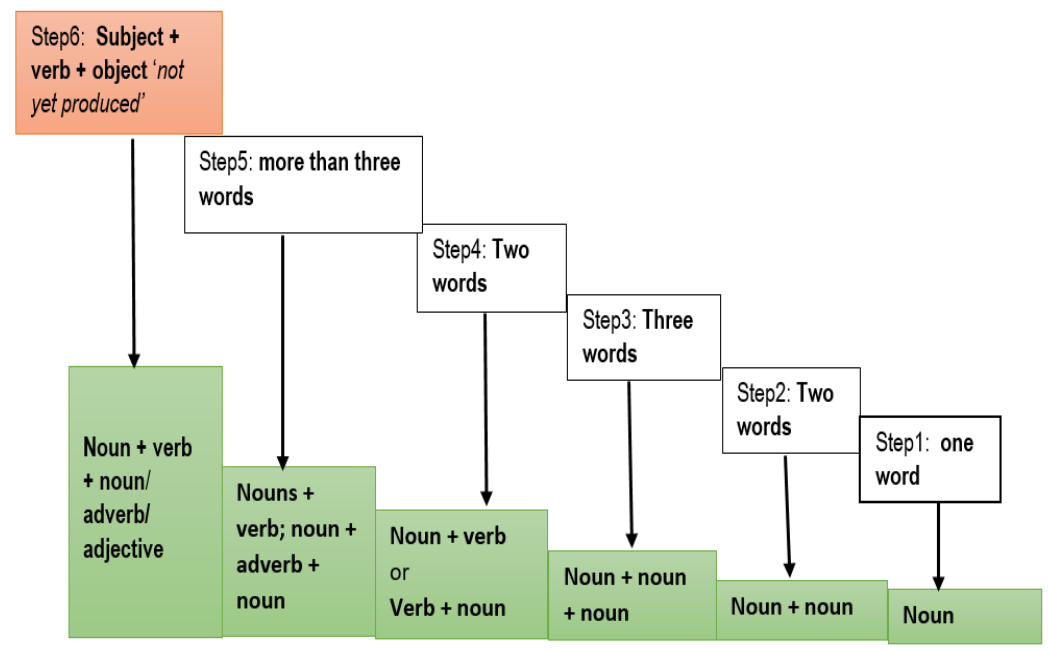 Step6: Subject +
verb + object ‘not
yet produced’
Step5: more than three
words
Step4: Two
words
Step3: Three
words
Step2: Two
words
Step1: one
word
Noun + verb
+ noun/
adverb/
adjective
Nouns +
verb; noun +
adverb +
noun
Noun + verb
or
Verb + noun
Noun + noun
+ noun
Noun + noun
Noun